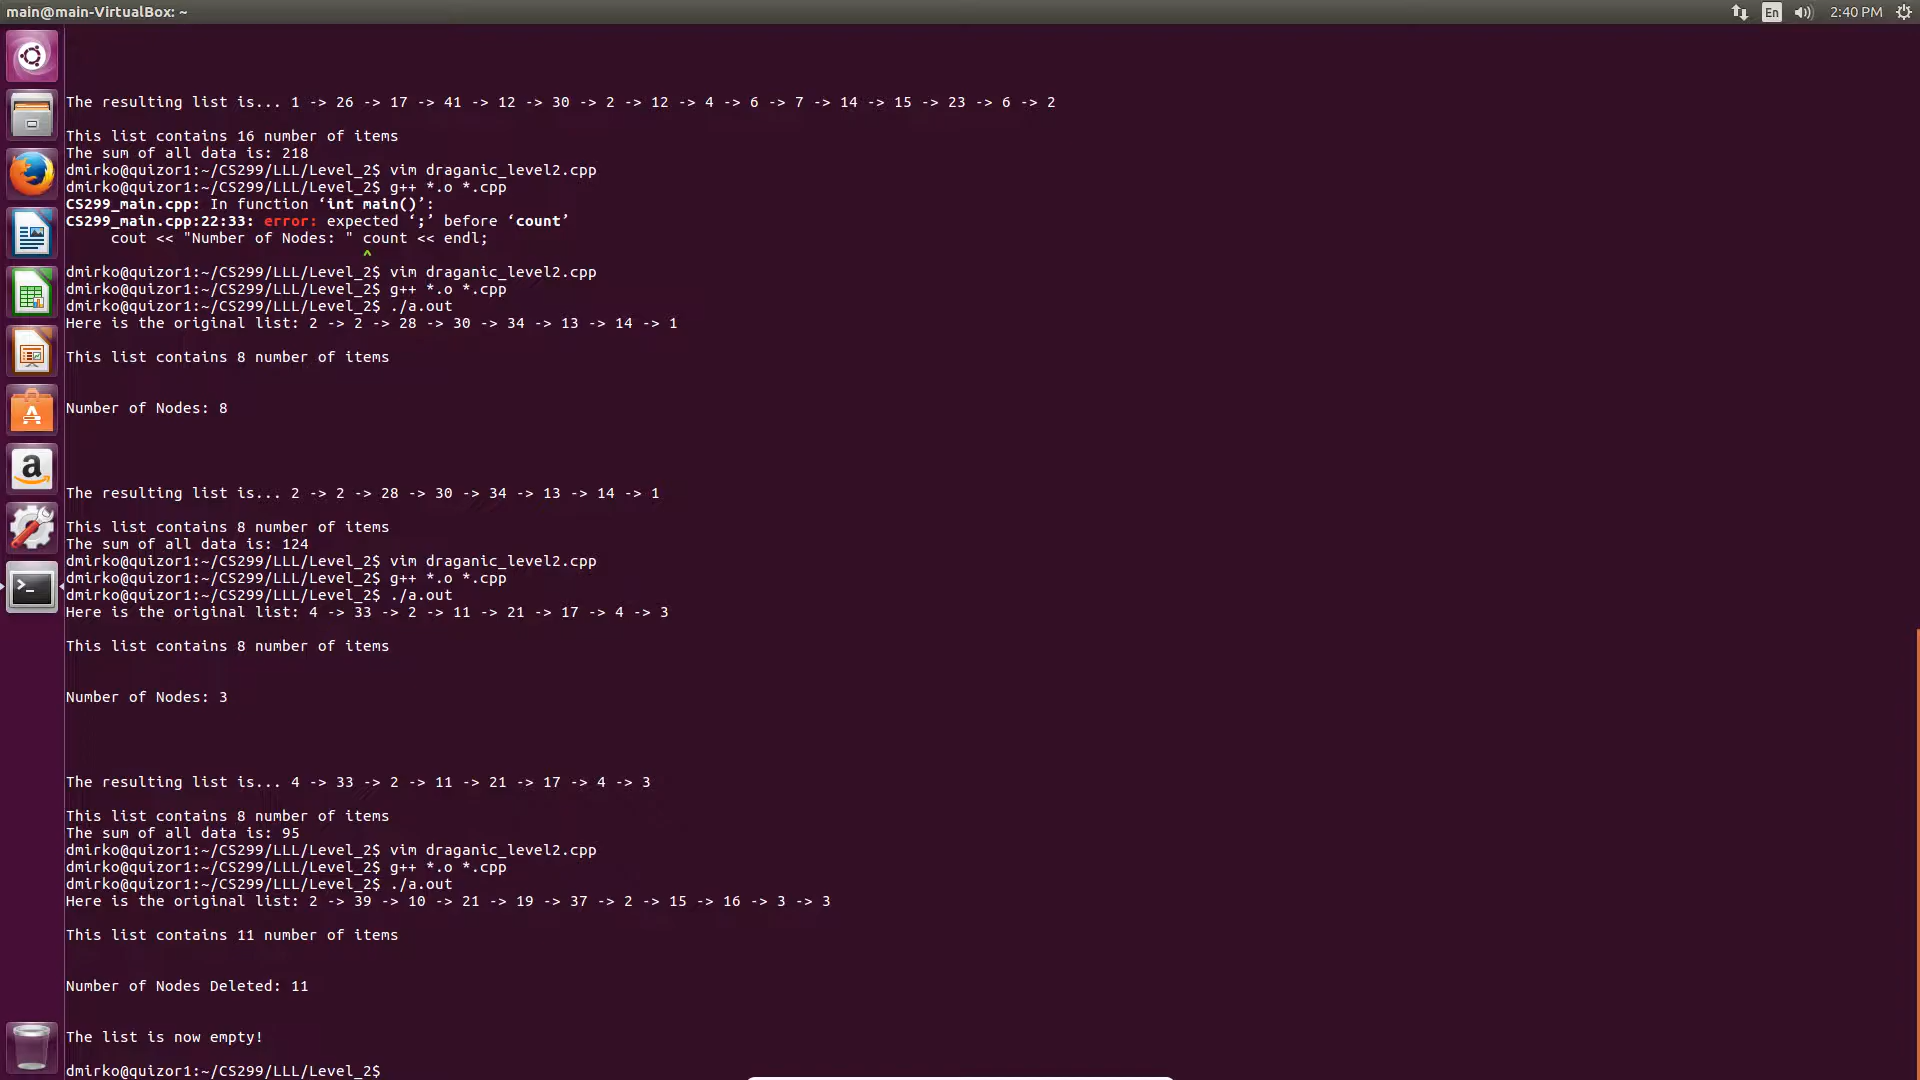 main@main-VirtualBox: ~
En
2:40 PM
The resulting list is... 1 -> 26 -> 17 -> 41 -> 12 -> 30 -> 2 -> 12 -> 4 -> 6 -> 7 -> 14 -> 15 -> 23 -> 6 -> 2
This list contains 16 number of items
The sum of all data is: 218
dmirko@quizor1:~/CS299/LLL/Level_2$ vim draganic_level2.cpp
dmirko@quizor1:~/CS299/LLL/Level_2$ g++ *.o *.cpp
CS299_main.cpp: In function ‘int main()’:
CS299_main.cpp:22:33: error: expected ‘;’ before ‘count’
cout << "Number of Nodes: " count << endl;
^
dmirko@quizor1:~/CS299/LLL/Level_2$ vim draganic_level2.cpp
dmirko@quizor1:~/CS299/LLL/Level_2$ g++ *.o *.cpp
dmirko@quizor1:~/CS299/LLL/Level_2$ ./a.out
Here is the original list: 2 -> 2 -> 28 -> 30 -> 34 -> 13 -> 14 -> 1
This list contains 8 number of items
Number of Nodes: 8
The resulting list is... 2 -> 2 -> 28 -> 30 -> 34 -> 13 -> 14 -> 1
This list contains 8 number of items
The sum of all data is: 124
dmirko@quizor1:~/CS299/LLL/Level_2$ vim draganic_level2.cpp
dmirko@quizor1:~/CS299/LLL/Level_2$ g++ *.o *.cpp
dmirko@quizor1:~/CS299/LLL/Level_2$ ./a.out
Here is the original list: 4 -> 33 -> 2 -> 11 -> 21 -> 17 -> 4 -> 3
This list contains 8 number of items
Number of Nodes: 3
The resulting list is... 4 -> 33 -> 2 -> 11 -> 21 -> 17 -> 4 -> 3
This list contains 8 number of items
The sum of all data is: 95
dmirko@quizor1:~/CS299/LLL/Level_2$ vim draganic_level2.cpp
dmirko@quizor1:~/CS299/LLL/Level_2$ g++ *.o *.cpp
dmirko@quizor1:~/CS299/LLL/Level_2$ ./a.out
Here is the original list: 2 -> 39 -> 10 -> 21 -> 19 -> 37 -> 2 -> 15 -> 16 -> 3 -> 3
This list contains 11 number of items
Number of Nodes Deleted: 11
The list is now empty!
dmirko@quizor1:~/CS299/LLL/Level_2$